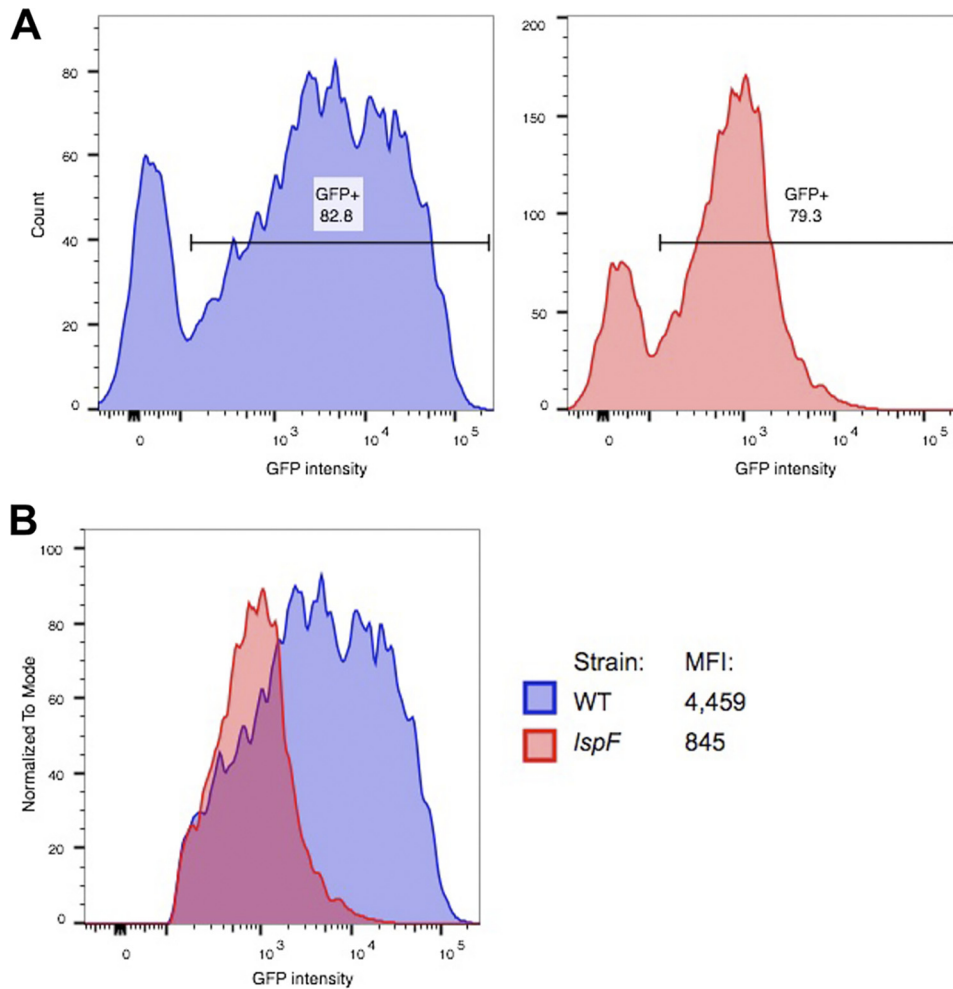 A
Count
80
60
40
20
0
GFP+
82.8
0 10³ 10⁴ 10⁵
GFP intensity
200
150
100
50
0
GFP+
79.3
0 10³ 10⁴ 10⁵
GFP intensity
B
Normalized To Mode
100
80
60
40
20
0
0 10³ 10⁴ 10⁵
GFP intensity
Strain: MFI:
WT 4,459
lspF 845